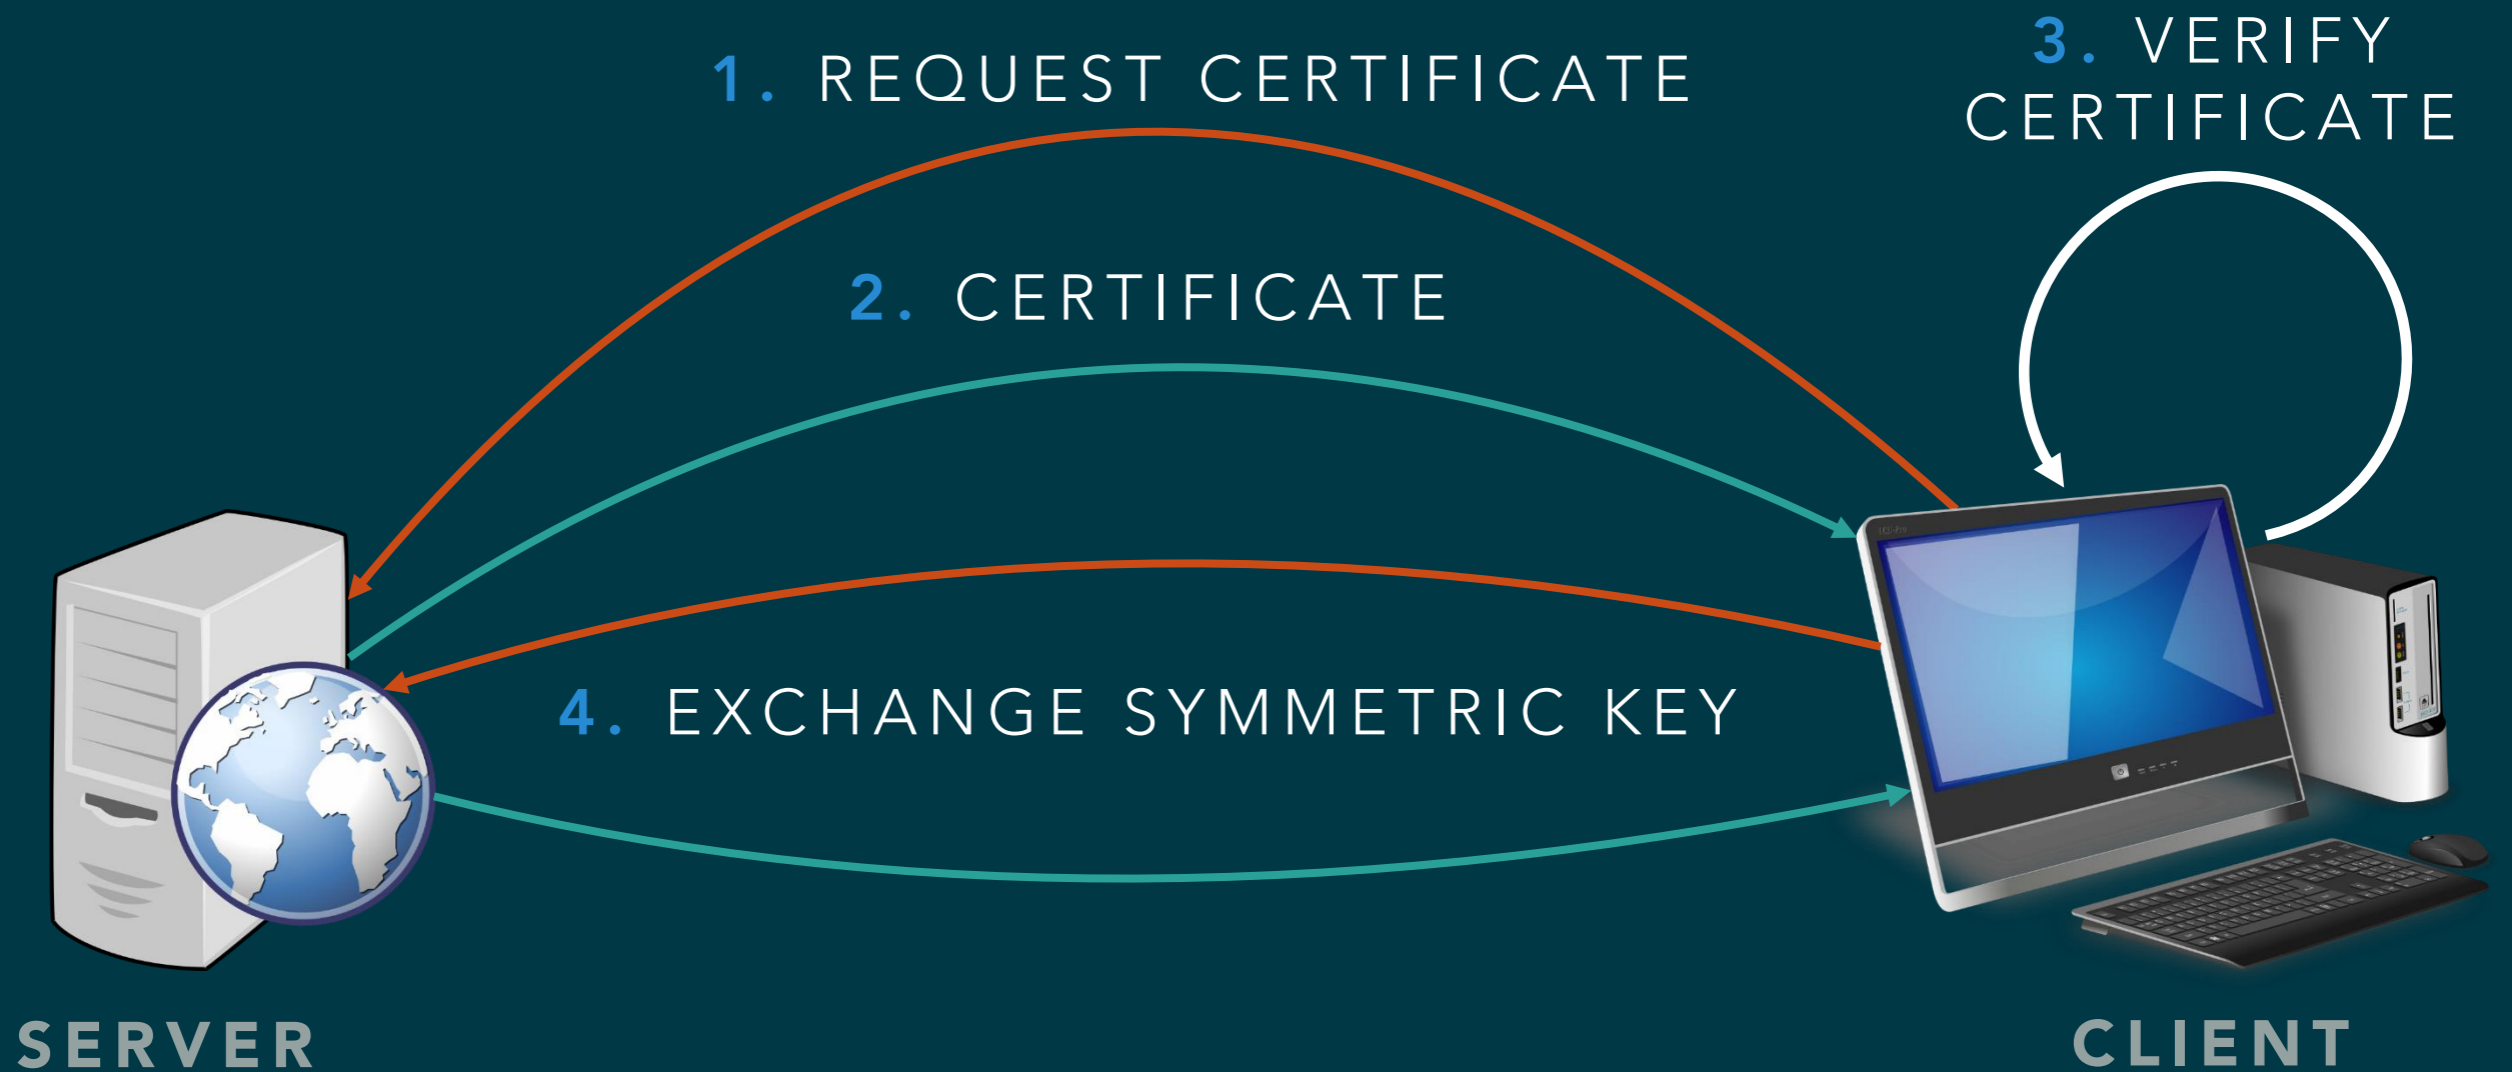 1. REQUEST CERTIFICATE
3. VERIFY
CERTIFICATE
2. CERTIFICATE
4. EXCHANGE SYMMETRIC KEY
SERVER
CLIENT